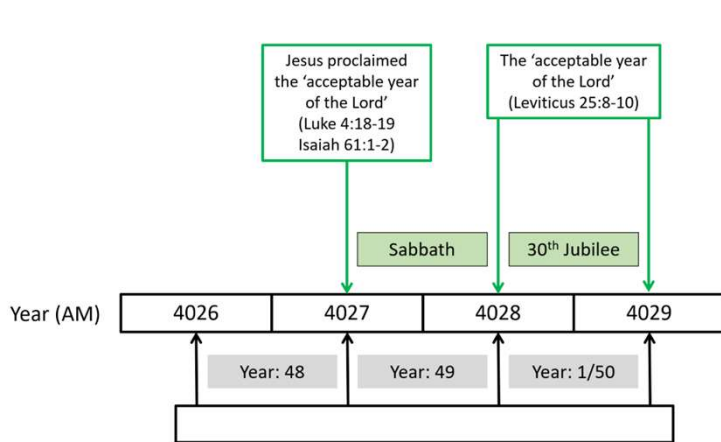 Jesus proclaimed
the ‘acceptable year
of the Lord’
(Luke 4:18-19
Isaiah 61:1-2)
The ‘acceptable year
of the Lord’
(Leviticus 25:8-10)
Sabbath
30th Jubilee
Year (AM)
4026
4027
4028
4029
Year: 48
Year: 49
Year: 1/50